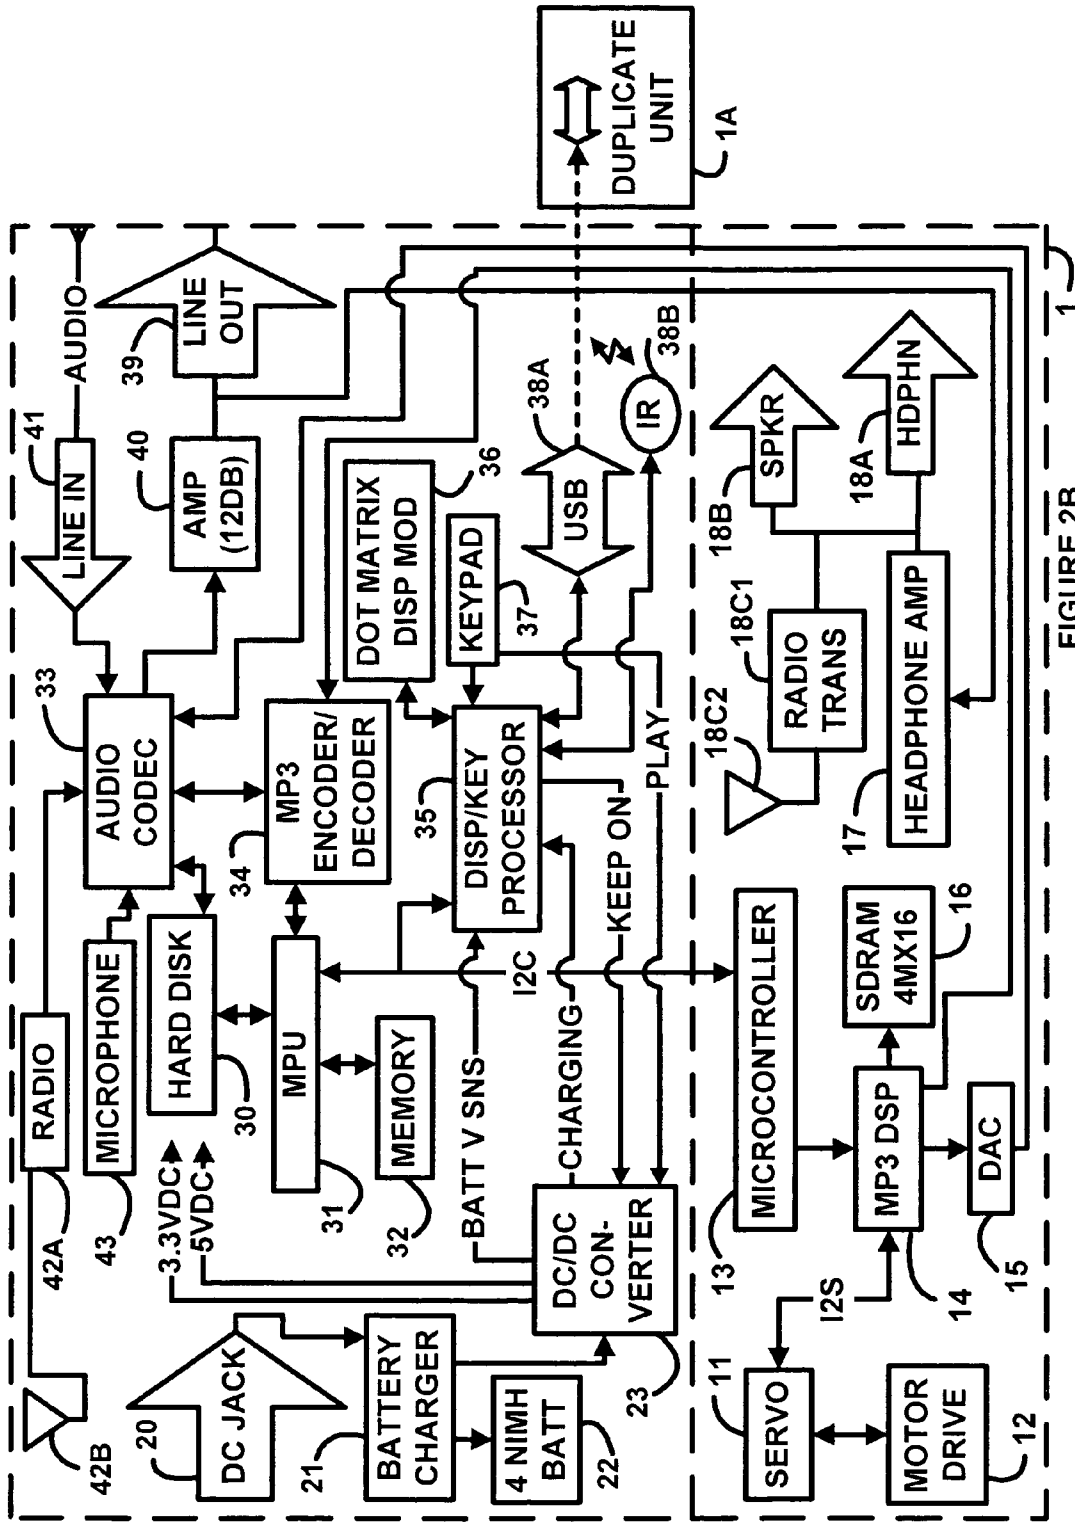 42B
42A
RADIO
43
MICROPHONE
33
AUDIO
CODEC
41
LINE IN
AUDIO
3.3VDC
5VDC
30
HARD DISK
40
AMP
(12DB)
39
LINE
OUT
20
DC JACK
31
MPU
34
MP3
ENCODER/
DECODER
32
MEMORY
21
BATTERY
CHARGER
DOT MATRIX
DISP MOD
36
35
DISP/KEY
PROCESSOR
KEYPAD
37
BATT V SNS
I2C
4 NIMH
BATT
22
DC/DC
CON-
VERTER
23
CHARGING
KEEP ON
PLAY
USB
38A
IR
38B
DUPLICATE
UNIT
1A
11
SERVO
MOTOR
DRIVE
12
I2S
13
MICROCONTROLLER
MP3 DSP
14
SDRAM
4MX16
16
DAC
15
18C2
18C1
RADIO
TRANS
18B
SPKR
18A
HDPHN
17
HEADPHONE AMP
1
FIGURE 2B